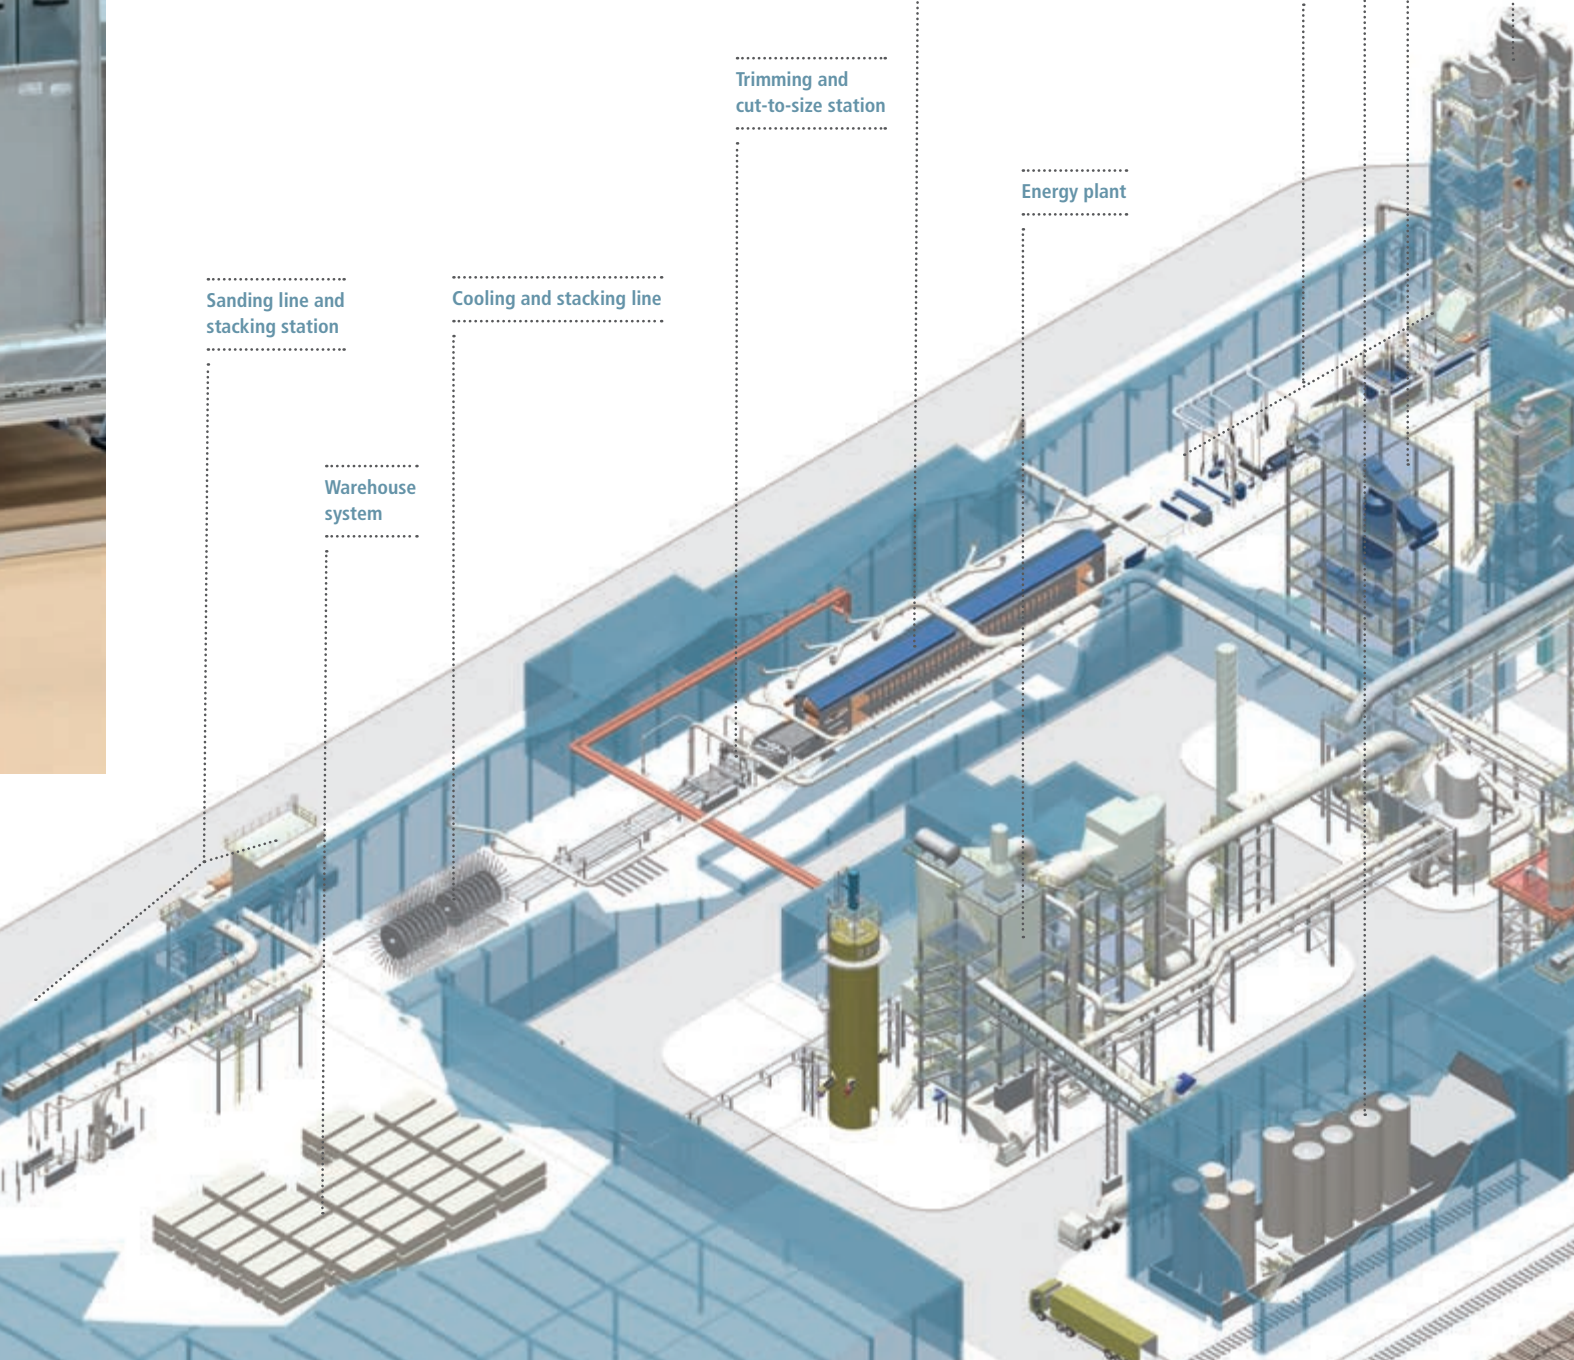 Trimming and
cut-to-size station
Energy plant
Sanding line and
stacking station
Cooling and stacking line
Warehouse
system